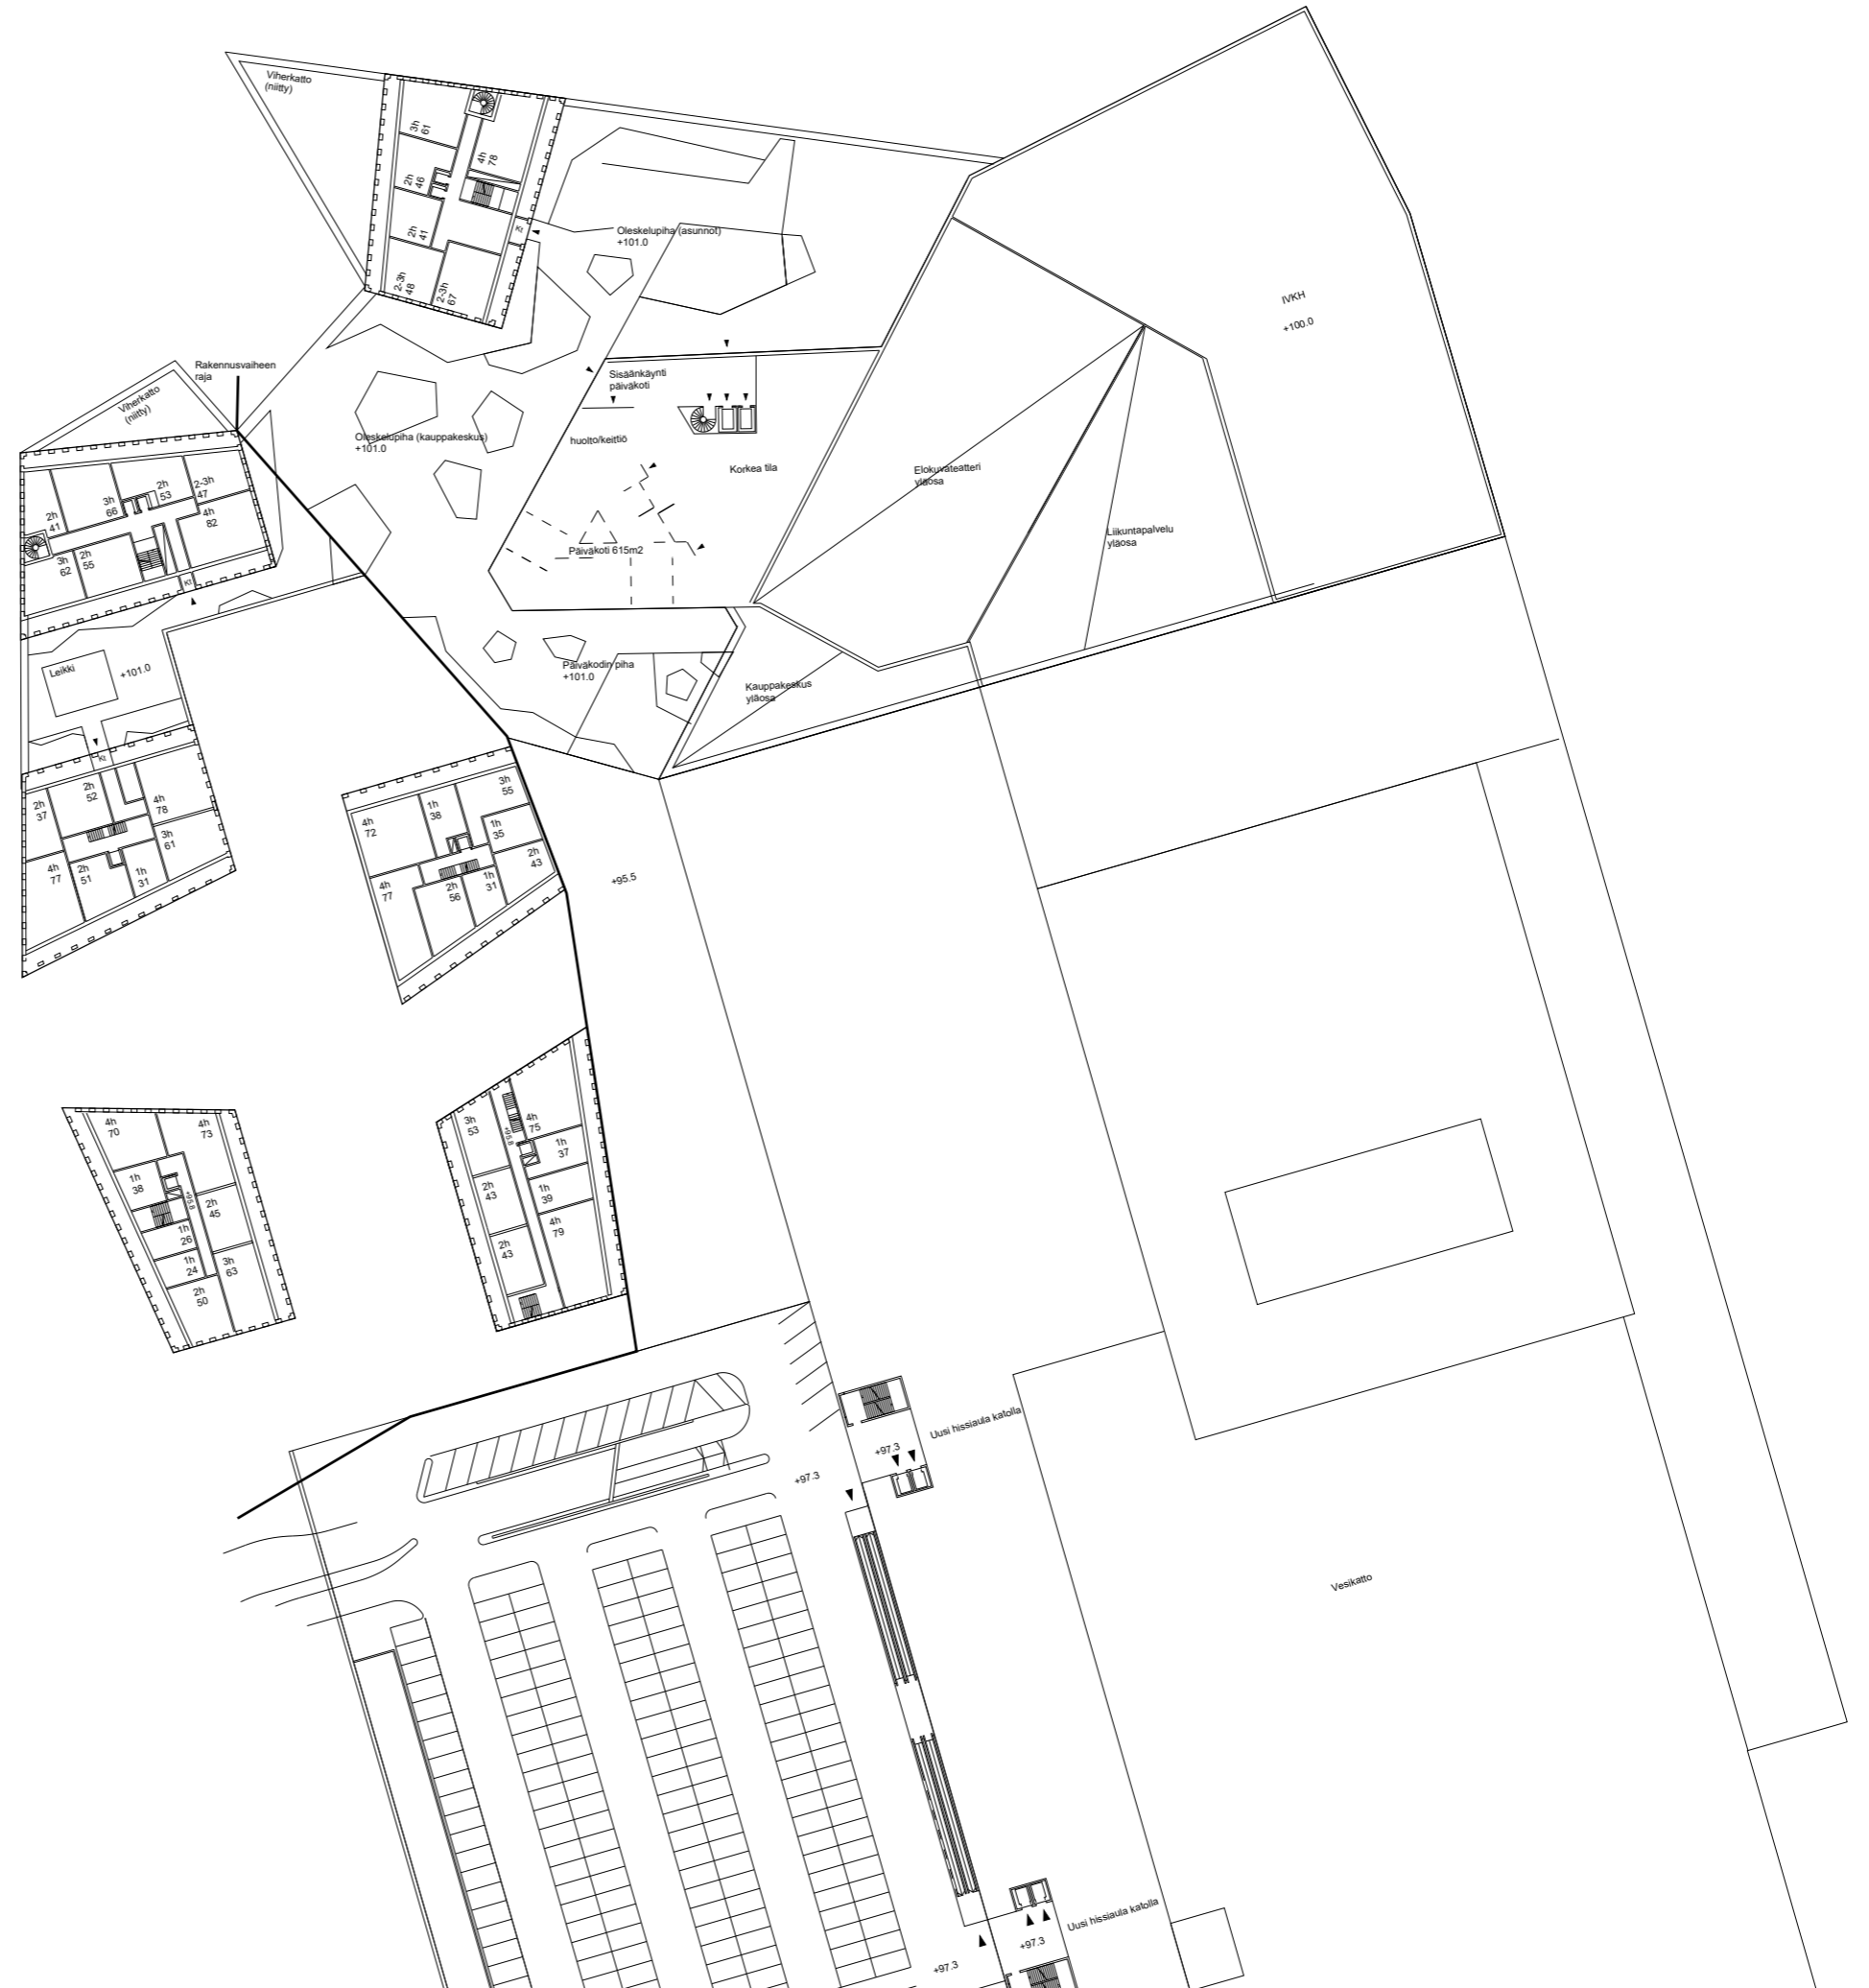 Viherkatto
(niitty)
3h
61
4h
78
2h
46
2h
41
2-3h
48
2-3h
67
Kt
Oleskelupiha (asunnot)
+101.0
IVKH
+100.0
Rakennusvaiheen
raja
Viherkatto
(niitty)
Sisäänkäynti
päiväkoti
Oleskelupiha (kauppakeskus)
+101.0
huolto/keittiö
Korkea tila
Elokuvateatteri
yläosa
Liikuntapalvelu
yläosa
Päiväkoti 615m2
2h
41
3h
66
2h
53
2-3h
47
4h
82
3h
62
2h
55
Kt
Leikki
+101.0
Päiväkodin piha
+101.0
Kauppakeskus
yläosa
Kt
2h
37
2h
52
4h
78
3h
61
4h
77
2h
51
1h
31
4h
72
1h
38
3h
55
1h
35
2h
43
4h
77
2h
56
1h
31
+95.5
4h
70
4h
73
1h
38
+95.8
2h
45
1h
26
1h
24
3h
63
2h
50
3h
53
+95.8
4h
75
1h
37
2h
43
1h
39
2h
43
4h
79
Uusi hissiaula katolla
+97.3
+97.3
Vesikatto
Uusi hissiaula katolla
+97.3
+97.3